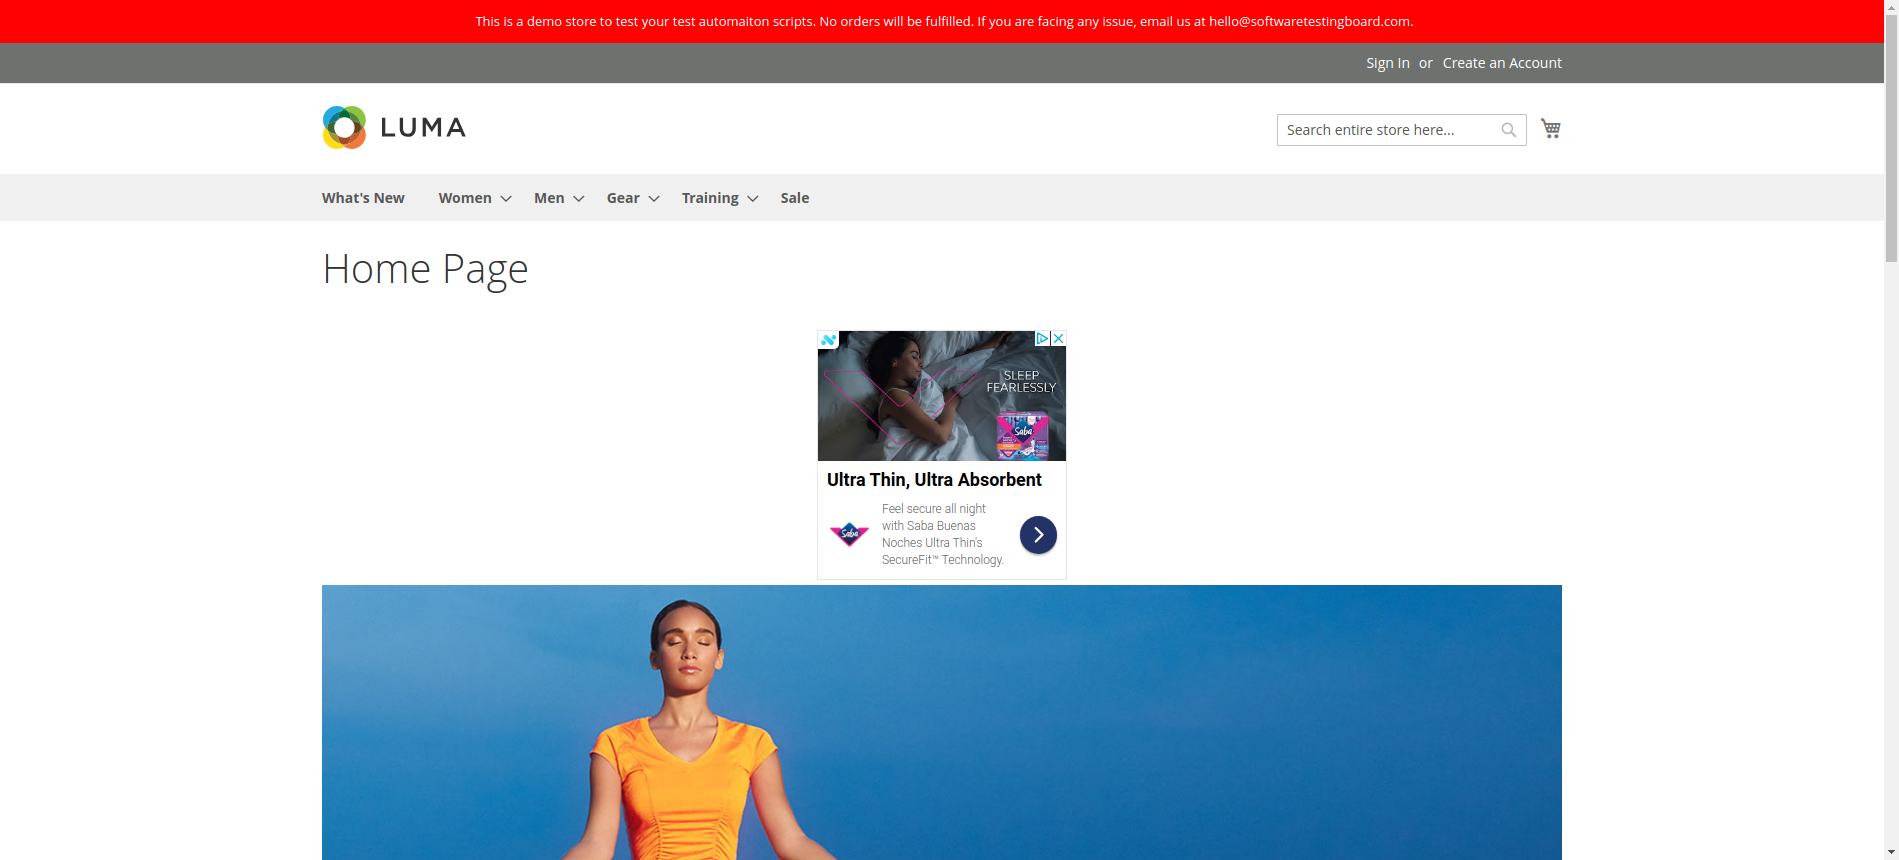 This is a demo store to test your test automaiton scripts. No orders will be fulfilled. If you are facing any issue, email us at hello@softwaretestingboard.com.
Sign In or Create an Account
LUMA
Search entire store here...
What's New Women Men Gear Training Sale
Home Page
SLEEP
FEARLESSLY
Saba
Ultra Thin, Ultra Absorbent
Saba
Feel secure all night
with Saba Buenas
Noches Ultra Thin's
SecureFit™ Technology.